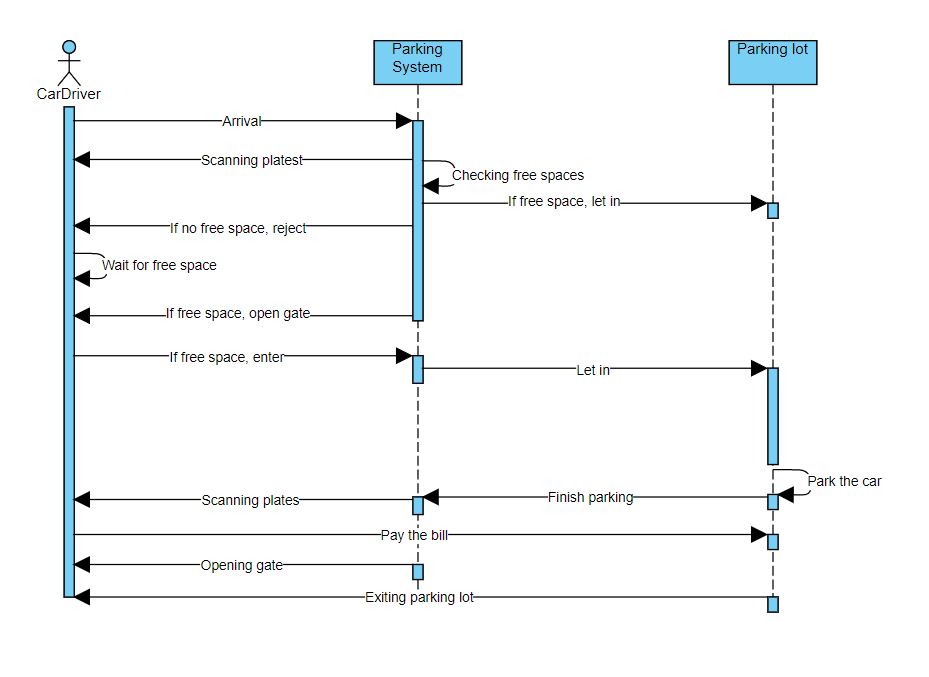 CarDriver
Parking
System
Parking lot
Arrival
Scanning platest
Checking free spaces
If free space, let in
If no free space, reject
Wait for free space
If free space, open gate
If free space, enter
Let in
Park the car
Finish parking
Scanning plates
Pay the bill
Opening gate
Exiting parking lot